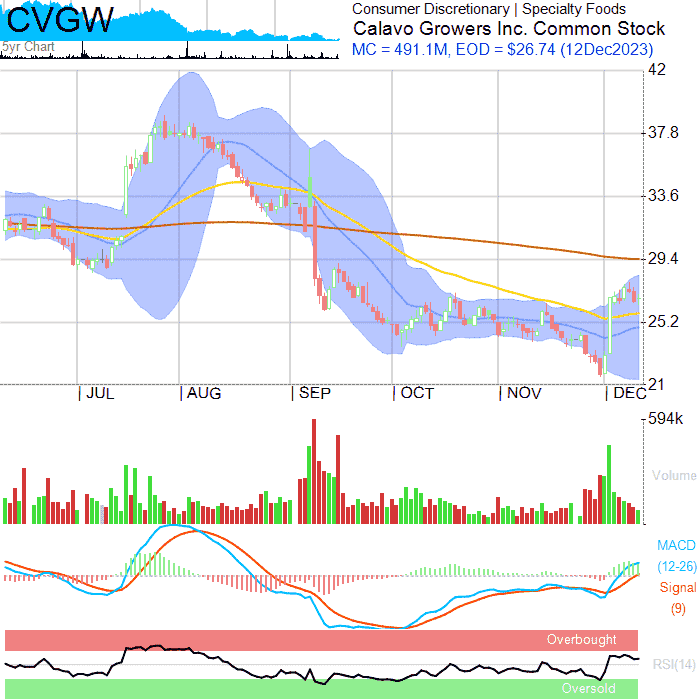 CVGW
Consumer Discretionary | Specialty Foods
Calavo Growers Inc. Common Stock
MC = 491.1M, EOD = $26.74 (12Dec2023)
5yr Chart
42
37.8
33.6
29.4
25.2
21
| JUL | AUG | SEP | OCT | NOV | DEC
594k
Volume
MACD
(12-26)
Signal
(9)
Overbought
RSI(14)
Oversold